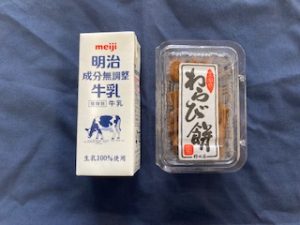 meiji
明治
成分無調整
牛乳
牛乳
生乳100%使用
わらび餅